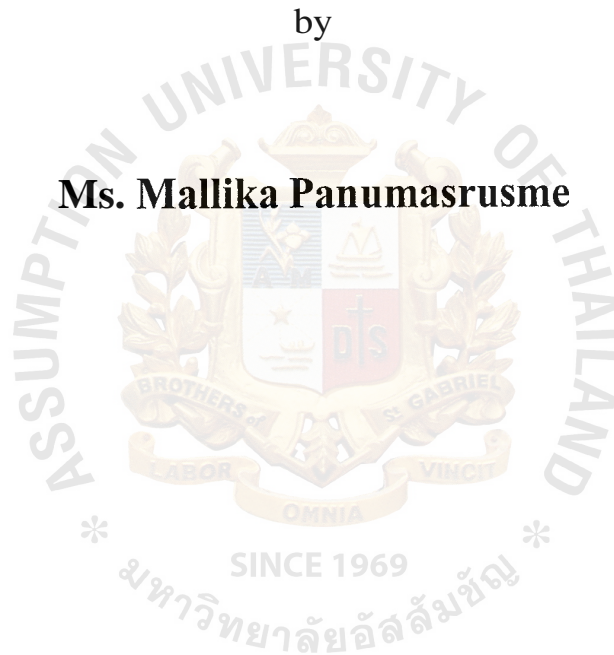 by
ASSUMPTION UNIVERSITY OF THAILAND
Ms. Mallika Panumasrusme
A M
D S
BROTHERS of St GABRIEL
LABOR OMNIA VINCIT
* SINCE 1969 *
มหาวิทยาลัยอัสสัมชัญ